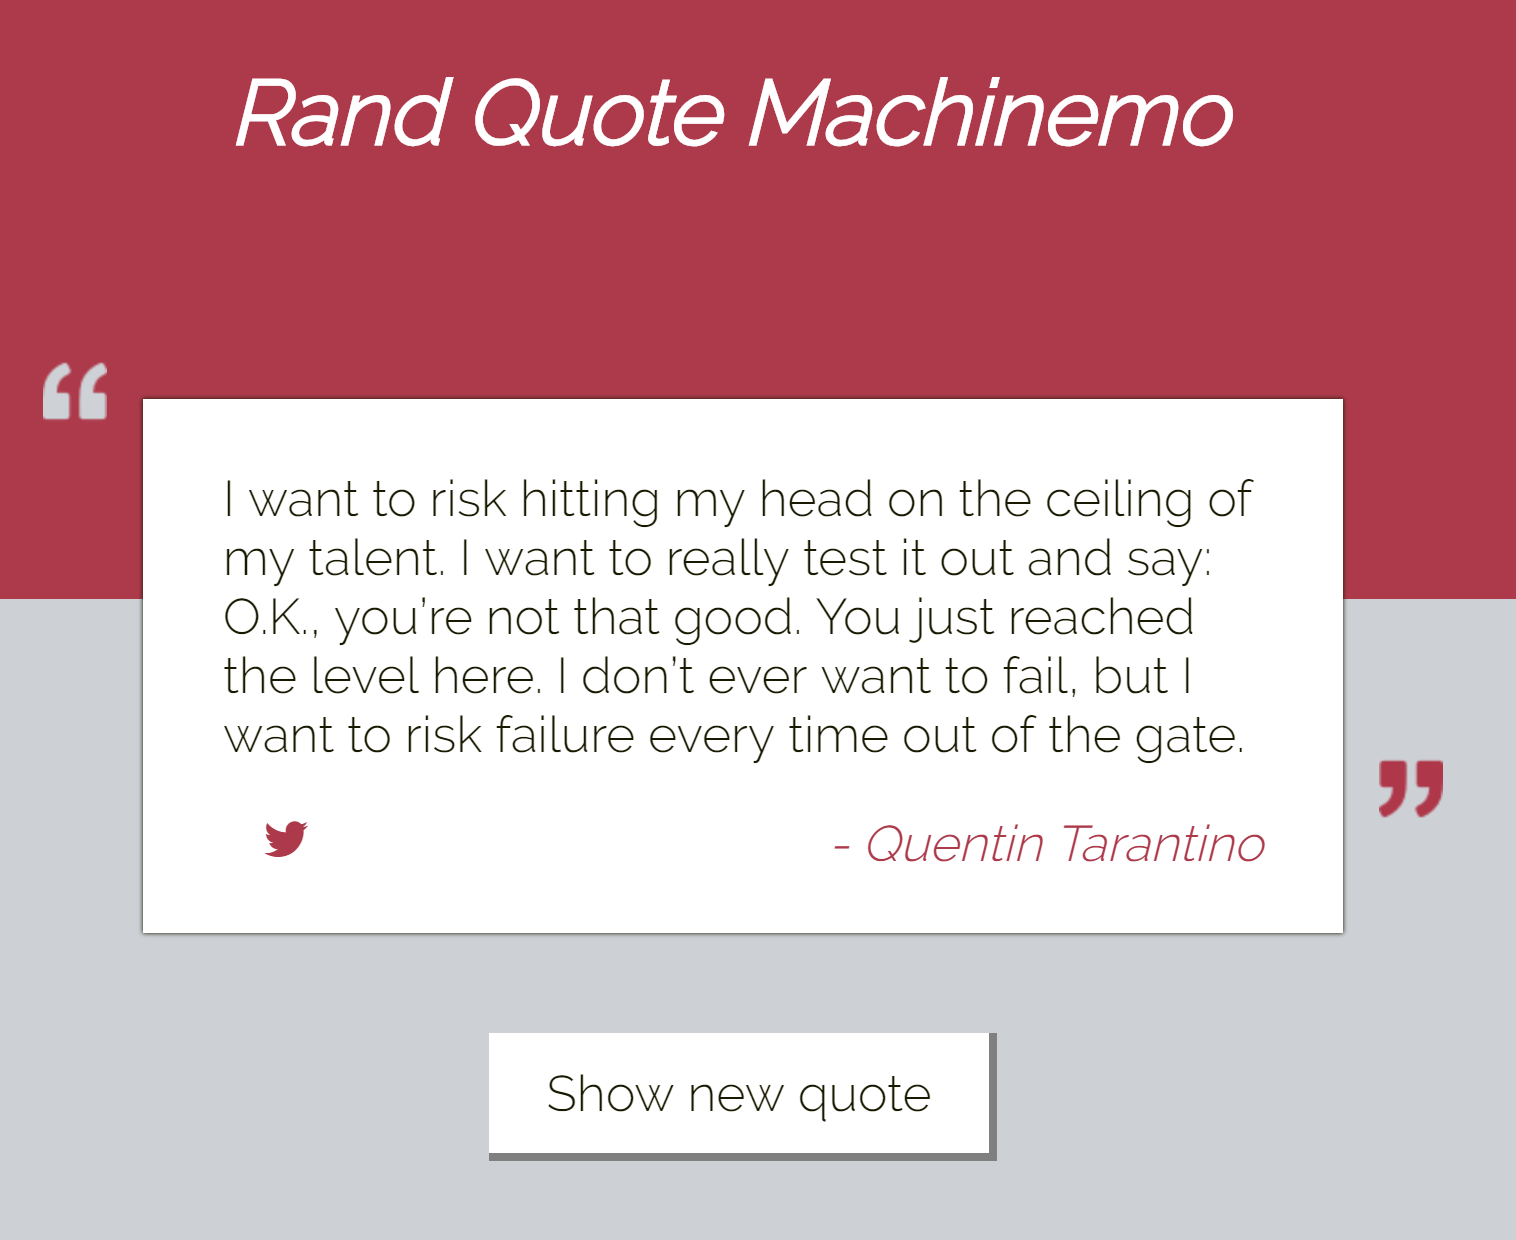 Rand Quote Machinemo
“
I want to risk hitting my head on the ceiling of
my talent. I want to really test it out and say:
O.K., you’re not that good. You just reached
the level here. I don’t ever want to fail, but I
want to risk failure every time out of the gate.
”
- Quentin Tarantino
Show new quote